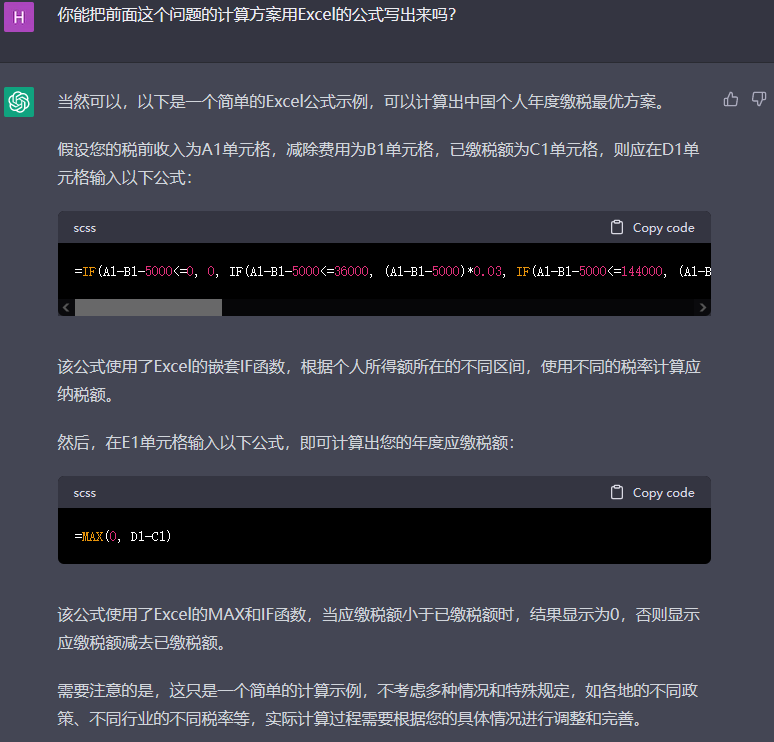 H
你能把前面这个问题的计算方案用Excel的公式写出来吗?
当然可以，以下是一个简单的Excel公式示例，可以计算出中国个人年度缴税最优方案。
假设您的税前收入为A1单元格，减除费用为B1单元格，已缴税额为C1单元格，则应在D1单
元格输入以下公式：
scss
Copy code
=IF(A1-B1-5000<=0, 0, IF(A1-B1-5000<=36000, (A1-B1-5000)*0.03, IF(A1-B1-5000<=144000, (A1-B
该公式使用了Excel的嵌套IF函数，根据个人所得额所在的不同区间，使用不同的税率计算应
纳税额。
然后，在E1单元格输入以下公式，即可计算出您的年度应缴税额：
scss
Copy code
=MAX(0, D1-C1)
该公式使用了Excel的MAX和IF函数，当应缴税额小于已缴税额时，结果显示为0，否则显示
应缴税额减去已缴税额。
需要注意的是，这只是一个简单的计算示例，不考虑多种情况和特殊规定，如各地的不同政
策、不同行业的不同税率等，实际计算过程需要根据您的具体情况进行调整和完善。